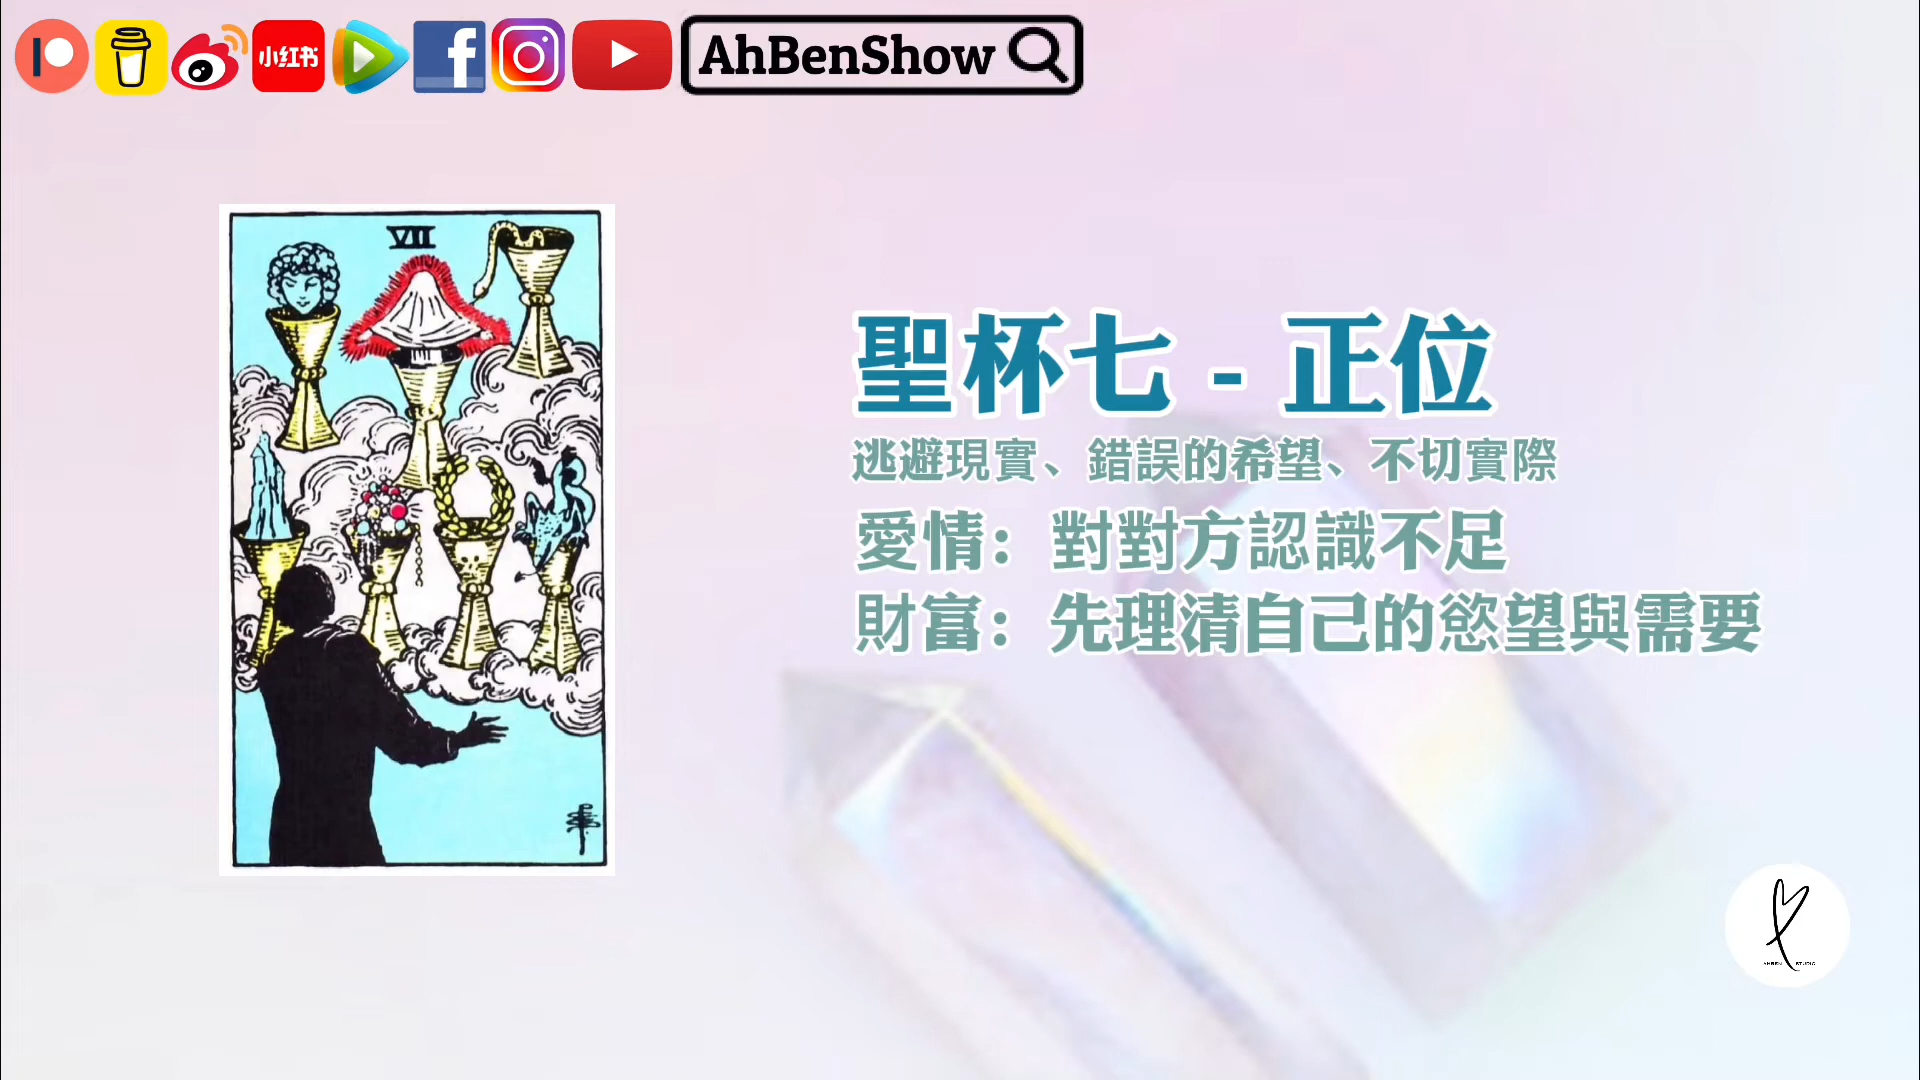 小红书
AhBenShow
VII
聖杯七 - 正位
逃避現實、錯誤的希望、不切實際
愛情：對對方認識不足
財富：先理清自己的慾望與需要
AHBEN STUDIO